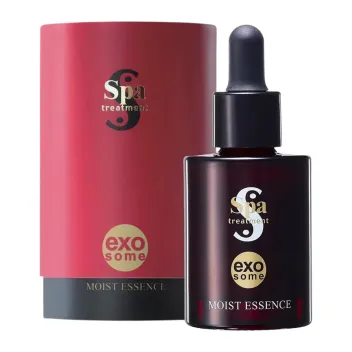 Spa
treatment
S
exo
some
MOIST ESSENCE
Spa
treatment
S
exo
some
MOIST ESSENCE